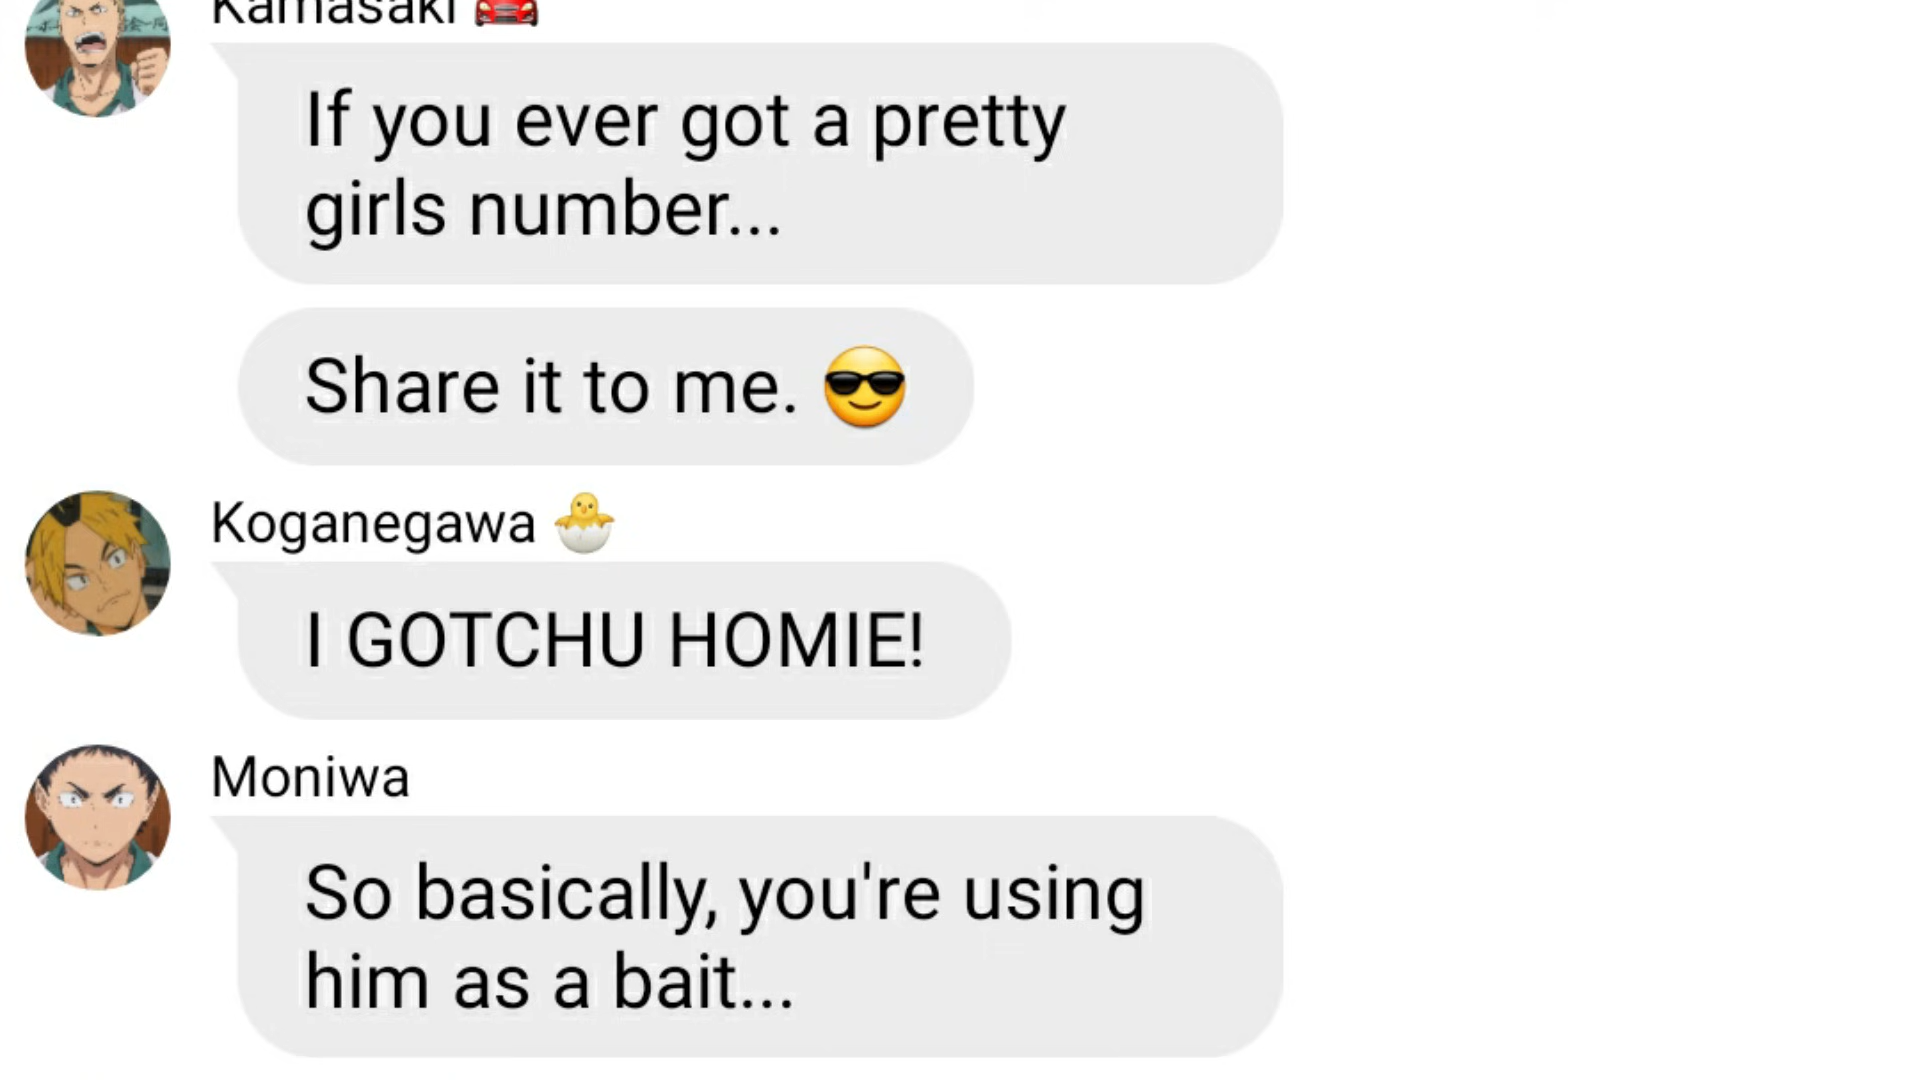 Kamasaki 🚗
If you ever got a pretty
girls number...
Share it to me. 😎
Koganegawa 🐣
I GOTCHU HOMIE!
Moniwa
So basically, you're using
him as a bait...